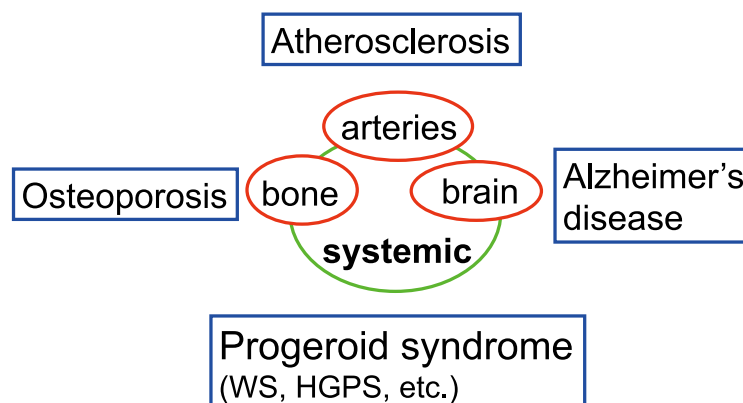 Atherosclerosis
arteries
Osteoporosis
bone
brain
Alzheimer's
disease
systemic
Progeroid syndrome
(WS, HGPS, etc.)